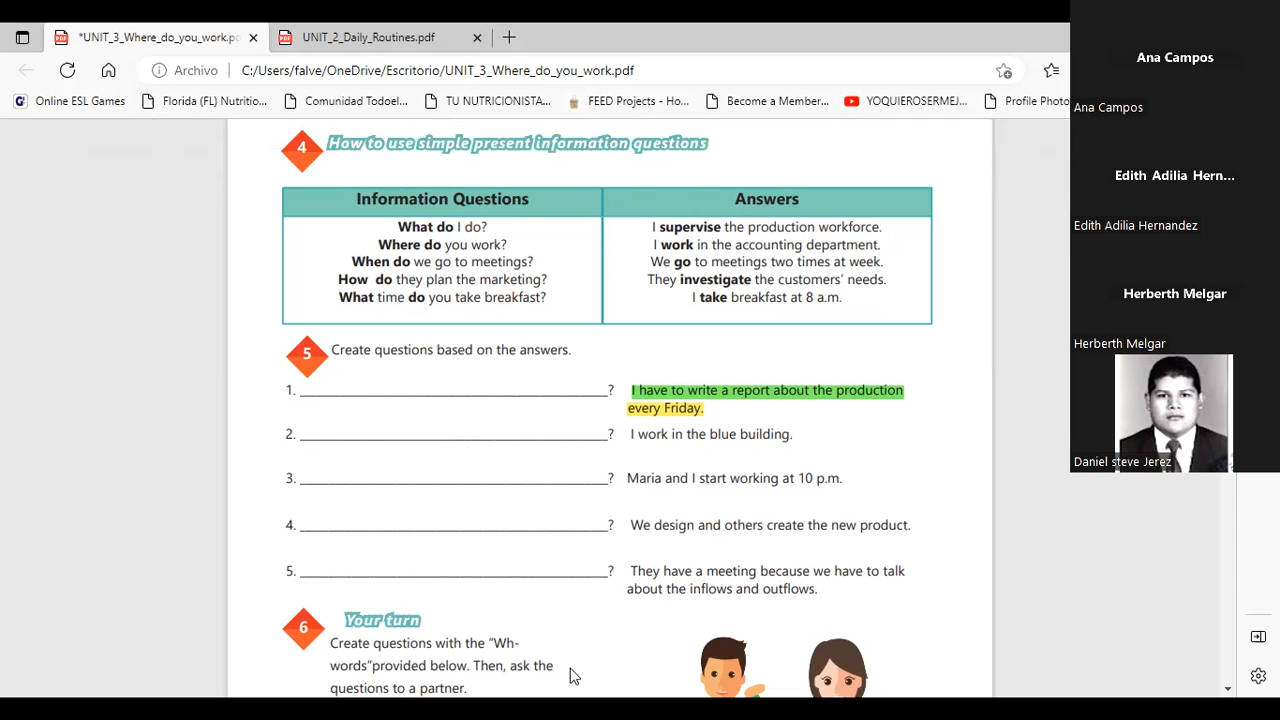 *UNIT_3_Where_do_you_work.pd
UNIT_2_Daily_Routines.pdf
Archivo
C:/Users/falve/OneDrive/Escritorio/UNIT_3_Where_do_you_work.pdf
Online ESL Games
Florida (FL) Nutritio...
Comunidad Todoel...
TU NUTRICIONISTA...
FEED Projects - Ho...
Become a Member...
YOQUIEROSERMEJ...
Profile Photo
4
How to use simple present information questions
Information Questions
Answers
What do I do?
I supervise the production workforce.
Where do you work?
I work in the accounting department.
When do we go to meetings?
We go to meetings two times at week.
How do they plan the marketing?
They investigate the customers' needs.
What time do you take breakfast?
I take breakfast at 8 a.m.
5
Create questions based on the answers.
1. ________________________________________? I have to write a report about the production
every Friday.
2. ________________________________________? I work in the blue building.
3. ________________________________________? Maria and I start working at 10 p.m.
4. ________________________________________? We design and others create the new product.
5. ________________________________________? They have a meeting because we have to talk
about the inflows and outflows.
6
Your turn
Create questions with the "Wh-
words"provided below. Then, ask the
questions to a partner.
Ana Campos
Ana Campos
Edith Adilia Hern...
Edith Adilia Hernandez
Herberth Melgar
Herberth Melgar
Daniel steve Jerez